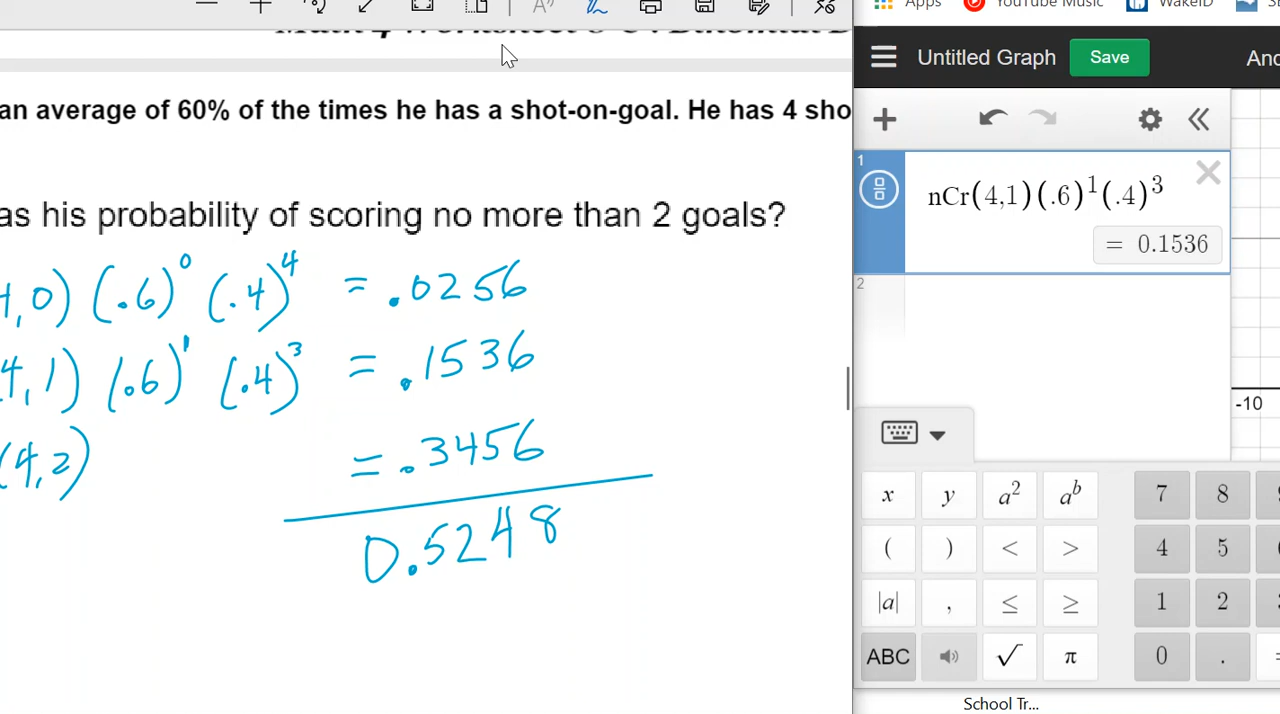 Apps YouTube Music WakeID
Untitled Graph Save
an average of 60% of the times he has a shot-on-goal. He has 4 sho
as his probability of scoring no more than 2 goals?
4,0) (.6)^0 (.4)^4 = .0256
4,1) (.6)^1 (.4)^3 = .1536
(4,2) = .3456
0.5248
1
nCr(4,1)(.6)^1(.4)^3
= 0.1536
2
-10
x y a^2 a^b 7 8
( ) < > 4 5
|a| , ≤ ≥ 1 2
ABC √ π 0 .
School Tr...